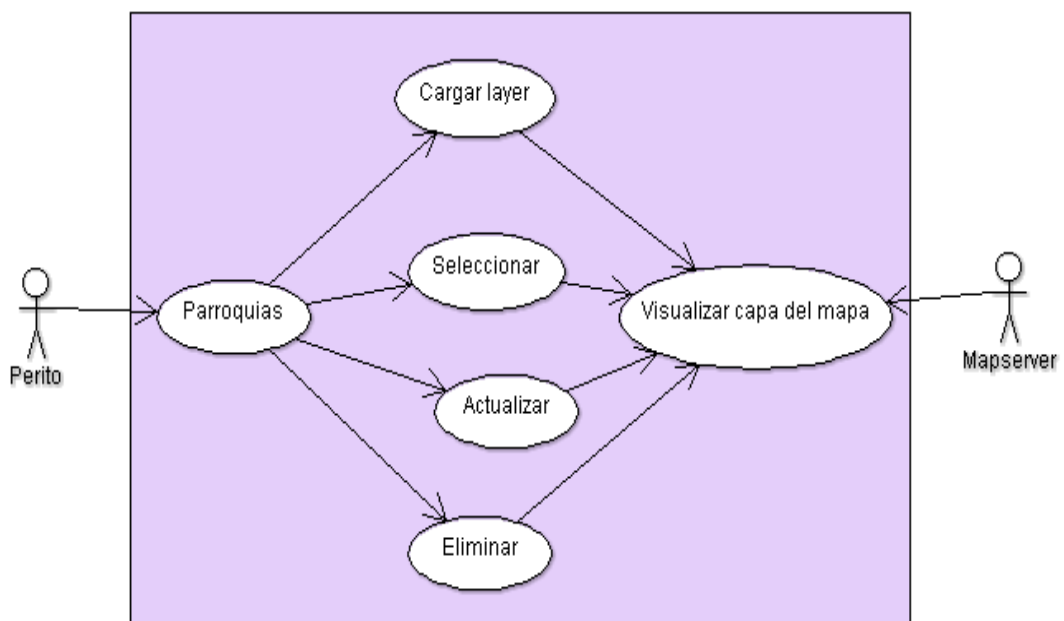 Cargar layer
Seleccionar
Parroquias
Visualizar capa del mapa
Perito
Mapserver
Actualizar
Eliminar